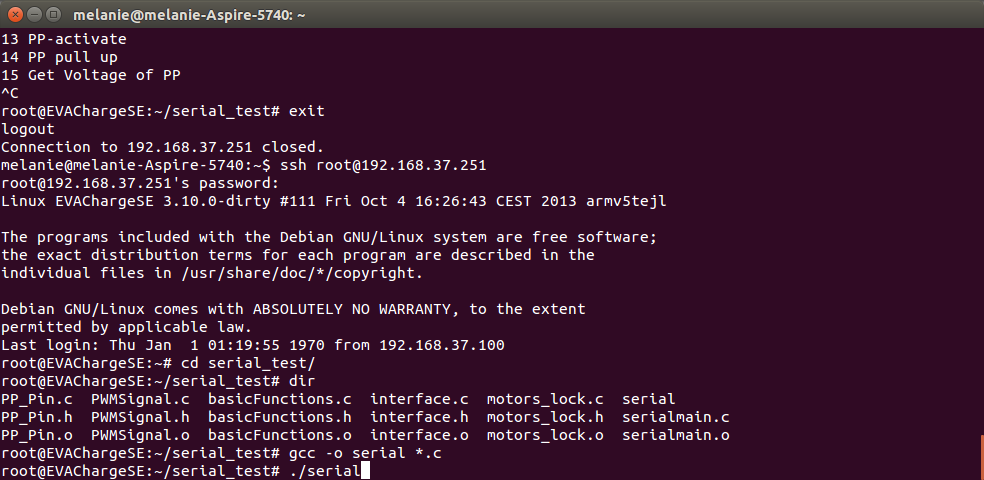 melanie@melanie-Aspire-5740: ~
13 PP-activate
14 PP pull up
15 Get Voltage of PP
^C
root@EVAChargeSE:~/serial_test# exit
logout
Connection to 192.168.37.251 closed.
melanie@melanie-Aspire-5740:~$ ssh root@192.168.37.251
root@192.168.37.251's password:
Linux EVAChargeSE 3.10.0-dirty #111 Fri Oct 4 16:26:43 CEST 2013 armv5tejl
The programs included with the Debian GNU/Linux system are free software;
the exact distribution terms for each program are described in the
individual files in /usr/share/doc/*/copyright.
Debian GNU/Linux comes with ABSOLUTELY NO WARRANTY, to the extent
permitted by applicable law.
Last login: Thu Jan  1 01:19:55 1970 from 192.168.37.100
root@EVAChargeSE:~# cd serial_test/
root@EVAChargeSE:~/serial_test# dir
PP_Pin.c  PWMSignal.c  basicFunctions.c  interface.c  motors_lock.c  serial
PP_Pin.h  PWMSignal.h  basicFunctions.h  interface.h  motors_lock.h  serialmain.c
PP_Pin.o  PWMSignal.o  basicFunctions.o  interface.o  motors_lock.o  serialmain.o
root@EVAChargeSE:~/serial_test# gcc -o serial *.c
root@EVAChargeSE:~/serial_test# ./serial